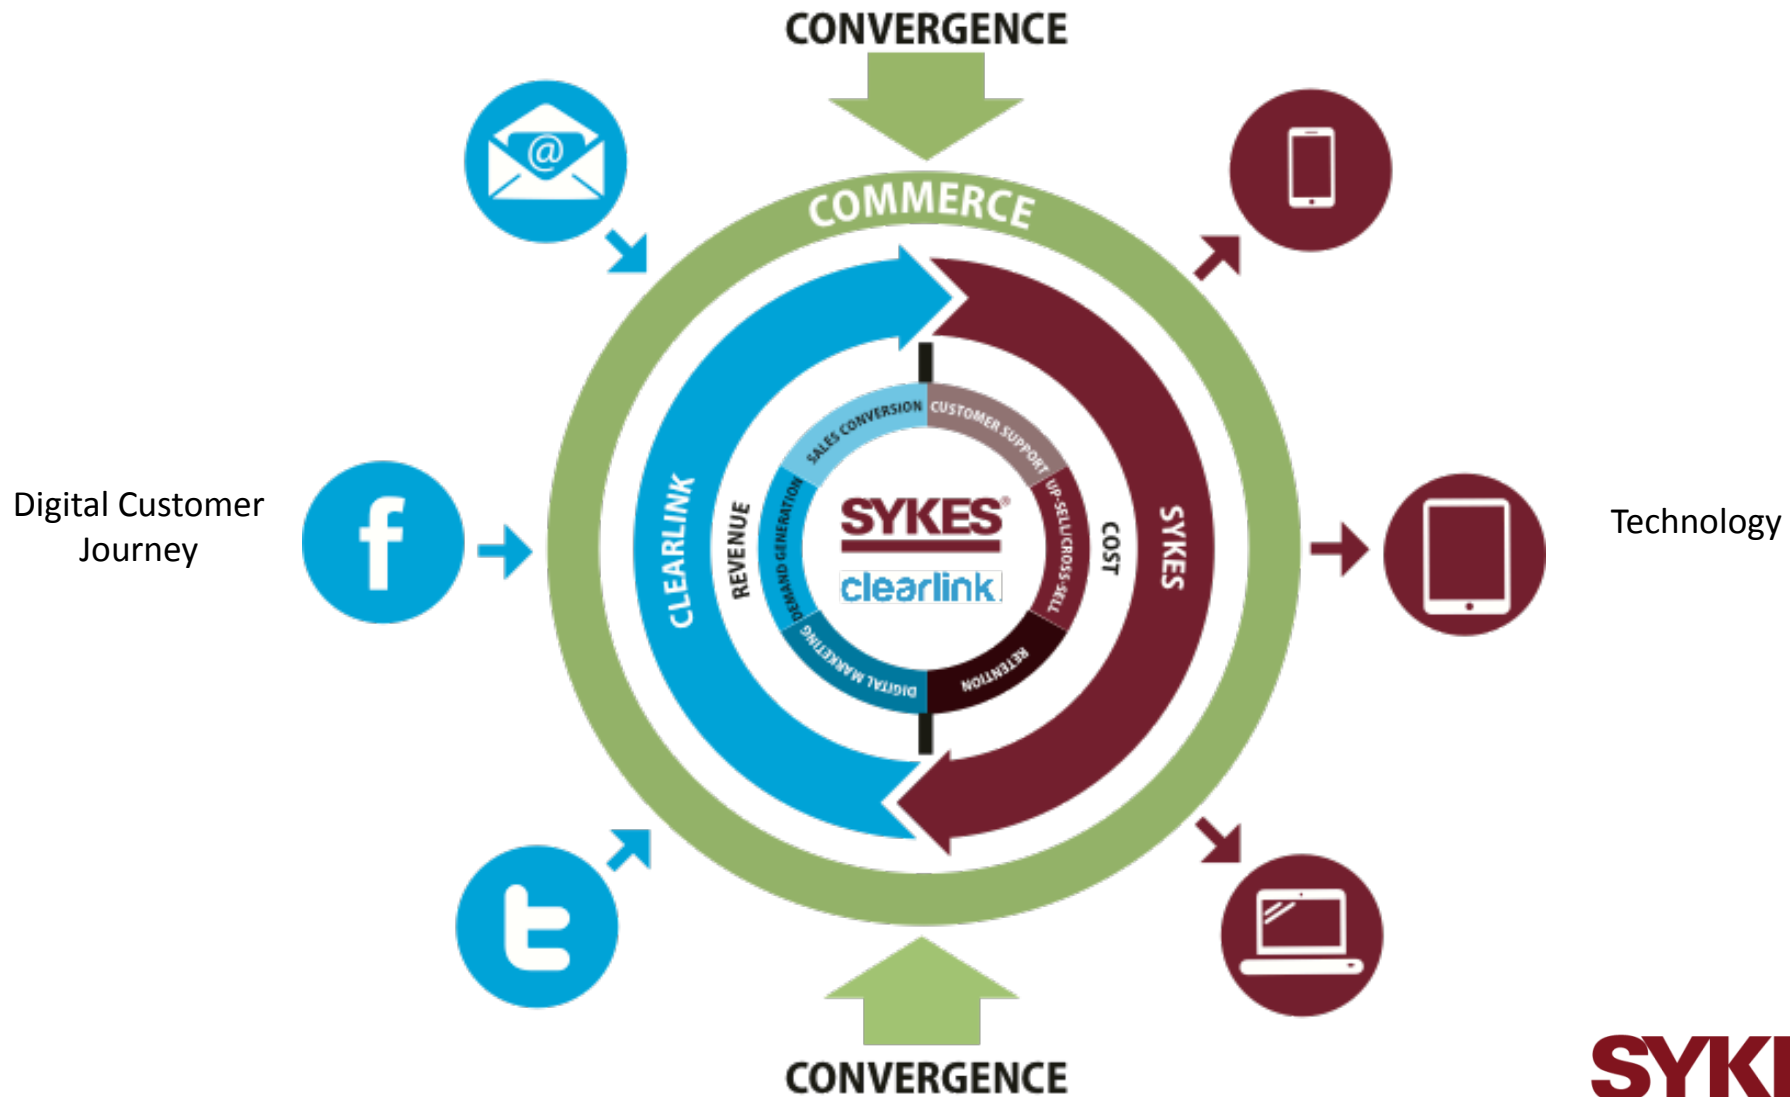 CONVERGENCE
@
COMMERCE
SALES CONVERSION
CUSTOMER SUPPORT
Digital Customer
Journey
f
CLEARLINK
REVENUE
DEMAND GENERATION
SYKES®
clearlink
UP-SELL/CROSS-SELL
COST
SYKES
Technology
DIGITAL MARKETING
RETENTION
t
CONVERGENCE